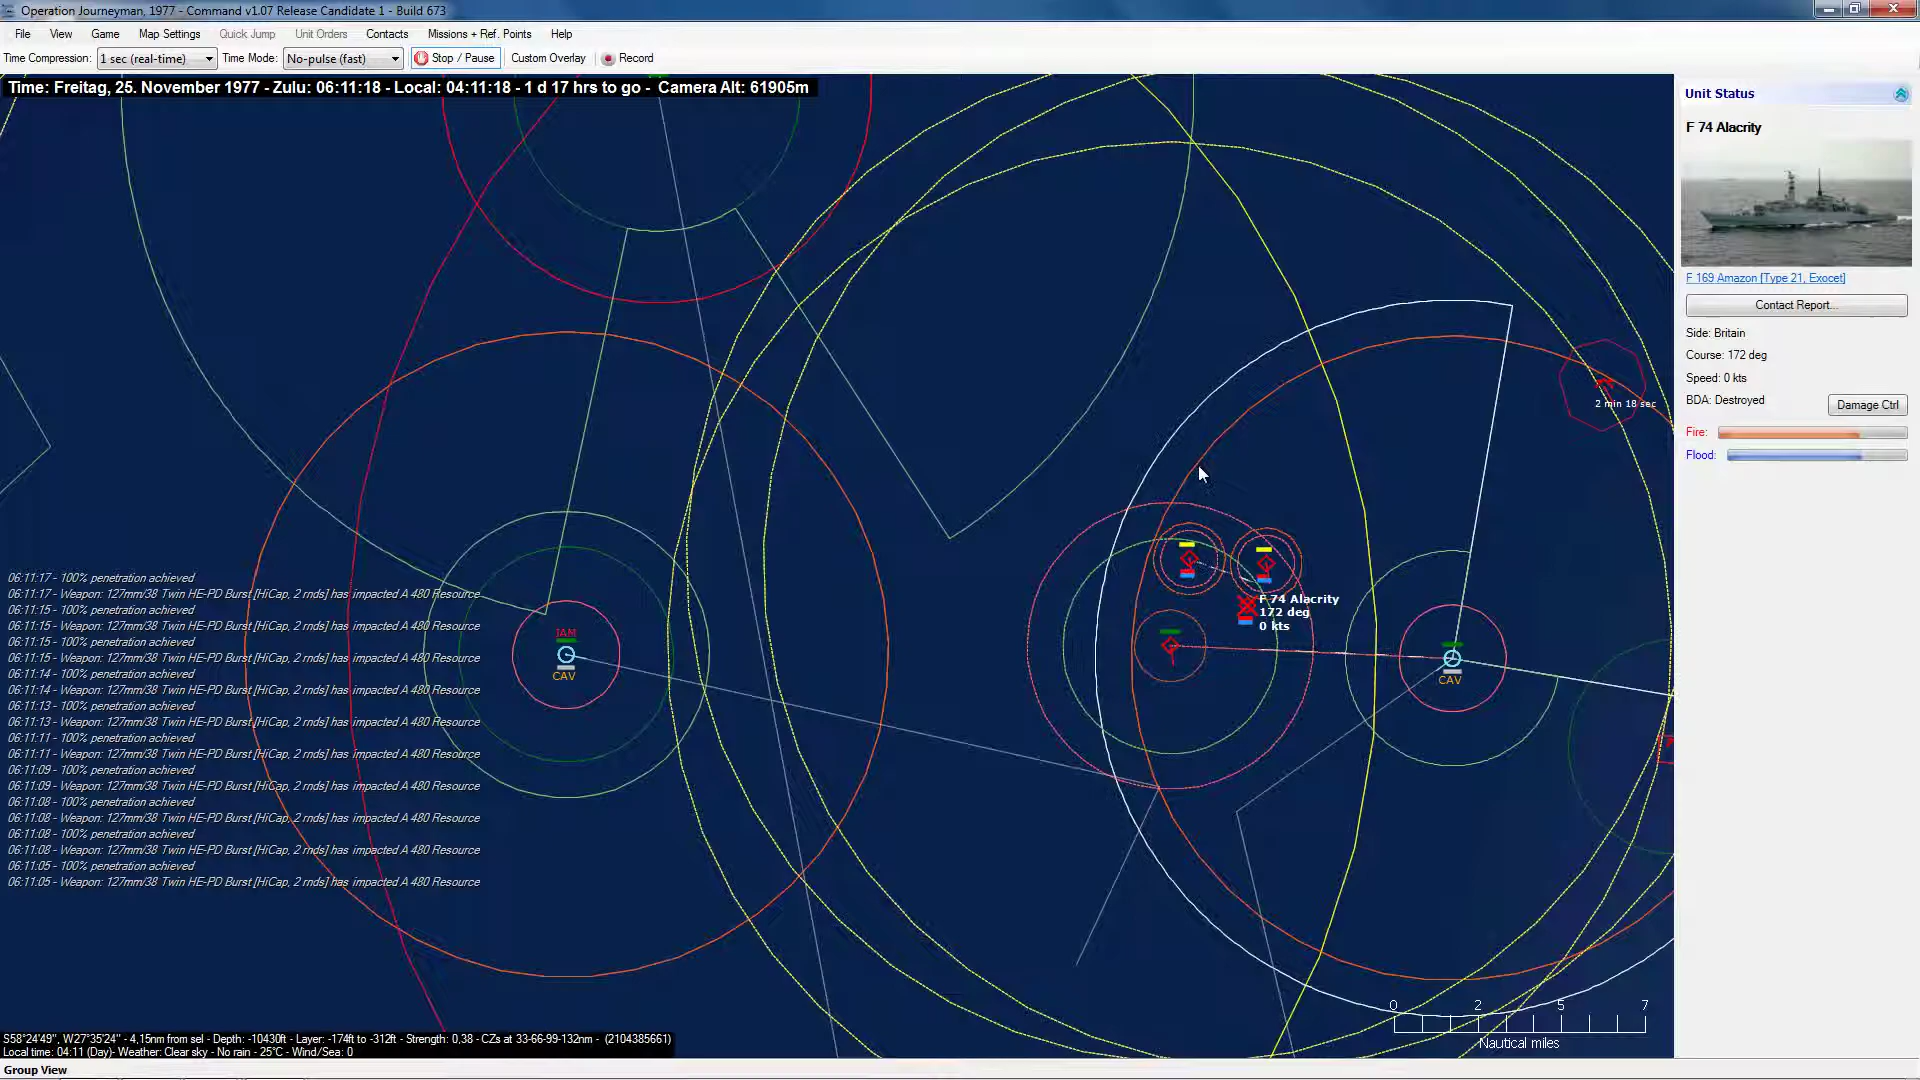 Operation Journeyman, 1977 - Command v1.07 Release Candidate 1 - Build 673
File View Game Map Settings Quick Jump Unit Orders Contacts Missions + Ref. Points Help
Time Compression: 1 sec (real-time) Time Mode: No-pulse (fast) Stop / Pause Custom Overlay Record
Time: Freitag, 25. November 1977 - Zulu: 06:11:18 - Local: 04:11:18 - 1 d 17 hrs to go - Camera Alt: 61905m
Unit Status
F 74 Alacrity
F 169 Amazon [Type 21, Exocet]
Contact Report...
Side: Britain
Course: 172 deg
Speed: 0 kts
BDA: Destroyed
Damage Ctrl
Fire:
Flood:
2 min 18 sec
F 74 Alacrity
172 deg
0 kts
JAM
CAV
CAV
06:11:17 - 100% penetration achieved
06:11:17 - Weapon: 127mm/38 Twin HE-PD Burst [HiCap, 2 rnds] has impacted A 480 Resource
06:11:15 - 100% penetration achieved
06:11:15 - Weapon: 127mm/38 Twin HE-PD Burst [HiCap, 2 rnds] has impacted A 480 Resource
06:11:15 - 100% penetration achieved
06:11:15 - Weapon: 127mm/38 Twin HE-PD Burst [HiCap, 2 rnds] has impacted A 480 Resource
06:11:14 - 100% penetration achieved
06:11:14 - Weapon: 127mm/38 Twin HE-PD Burst [HiCap, 2 rnds] has impacted A 480 Resource
06:11:13 - 100% penetration achieved
06:11:13 - Weapon: 127mm/38 Twin HE-PD Burst [HiCap, 2 rnds] has impacted A 480 Resource
06:11:11 - 100% penetration achieved
06:11:11 - Weapon: 127mm/38 Twin HE-PD Burst [HiCap, 2 rnds] has impacted A 480 Resource
06:11:09 - 100% penetration achieved
06:11:09 - Weapon: 127mm/38 Twin HE-PD Burst [HiCap, 2 rnds] has impacted A 480 Resource
06:11:08 - 100% penetration achieved
06:11:08 - Weapon: 127mm/38 Twin HE-PD Burst [HiCap, 2 rnds] has impacted A 480 Resource
06:11:08 - 100% penetration achieved
06:11:08 - Weapon: 127mm/38 Twin HE-PD Burst [HiCap, 2 rnds] has impacted A 480 Resource
06:11:05 - 100% penetration achieved
06:11:05 - Weapon: 127mm/38 Twin HE-PD Burst [HiCap, 2 rnds] has impacted A 480 Resource
0 2 5 7
Nautical miles
S58°24'49", W27°35'24" - 4,15nm from sel - Depth: -10430ft - Layer: -174ft to -312ft - Strength: 0,38 - CZs at 33-66-99-132nm - (2104385661)
Local time: 04:11 (Day)- Weather: Clear sky - No rain - 25°C - Wind/Sea: 0
Group View